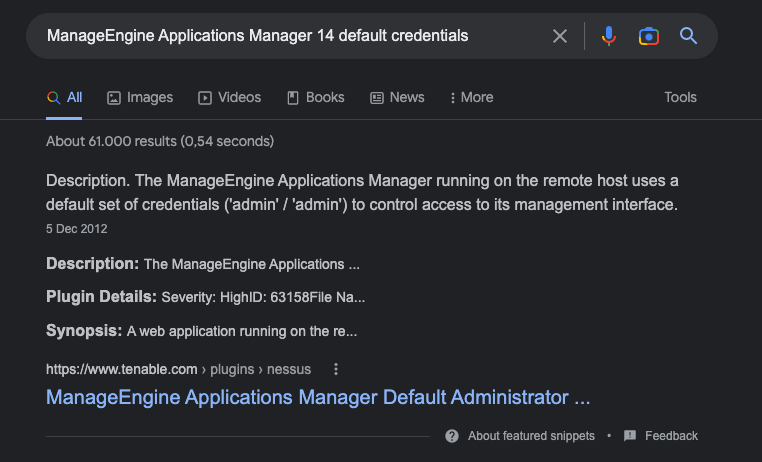 ManageEngine Applications Manager 14 default credentials
All Images Videos Books News More Tools
About 61.000 results (0,54 seconds)
Description. The ManageEngine Applications Manager running on the remote host uses a
default set of credentials ('admin' / 'admin') to control access to its management interface.
5 Dec 2012
Description: The ManageEngine Applications ...
Plugin Details: Severity: HighID: 63158File Na...
Synopsis: A web application running on the re...
https://www.tenable.com › plugins › nessus
ManageEngine Applications Manager Default Administrator ...
About featured snippets • Feedback